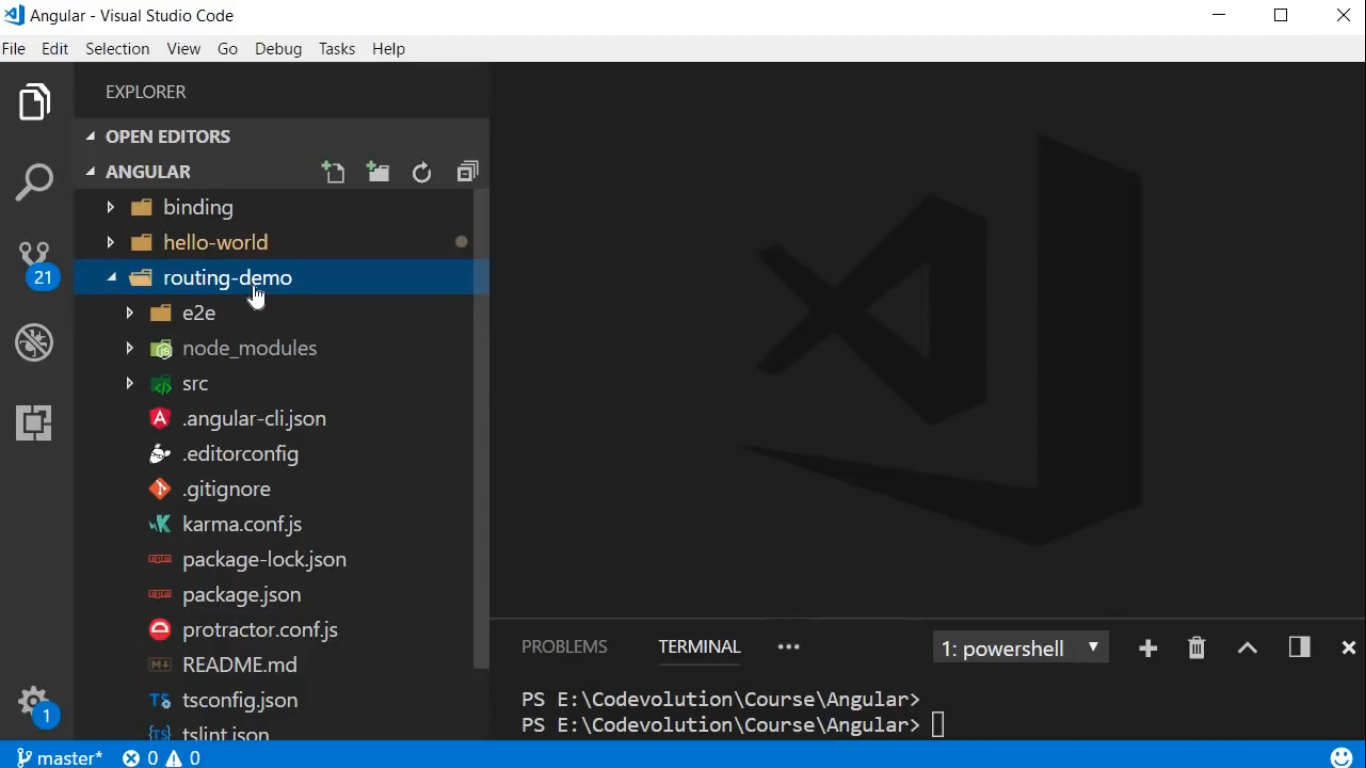 Angular - Visual Studio Code
File Edit Selection View Go Debug Tasks Help
EXPLORER
OPEN EDITORS
ANGULAR
binding
hello-world
routing-demo
e2e
node_modules
src
.angular-cli.json
.editorconfig
.gitignore
karma.conf.js
package-lock.json
package.json
protractor.conf.js
README.md
tsconfig.json
tslint.json
21
1
PROBLEMS TERMINAL ••• 1: powershell
PS E:\Codevolution\Course\Angular>
PS E:\Codevolution\Course\Angular>
master* 0 0